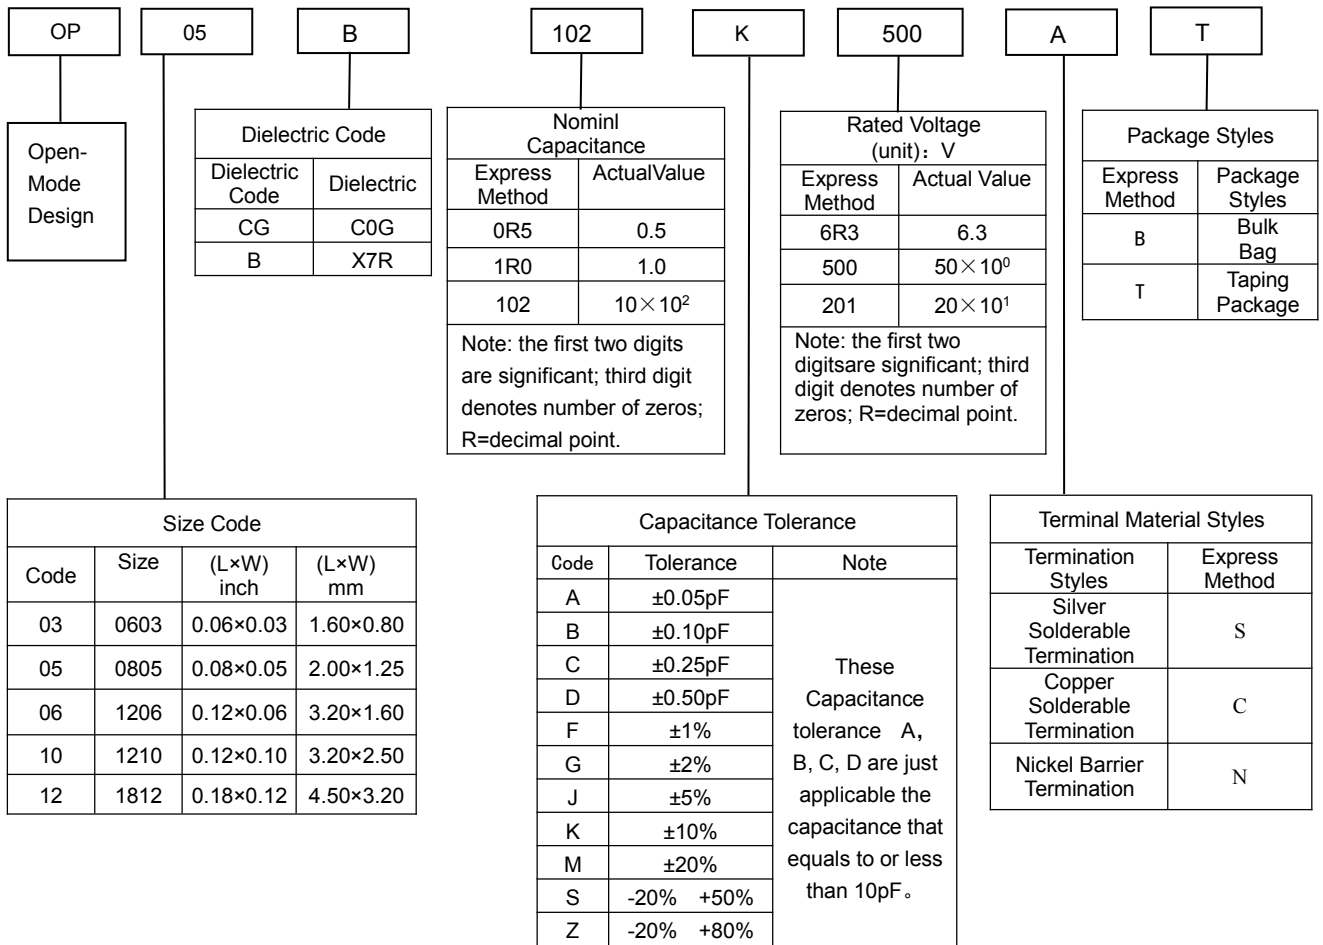 OP 05 B 102 K 500 A T
Open-
Mode
Design
Dielectric Code
Dielectric Code Dielectric
CG C0G
B X7R
Nominl
Capacitance
Express Method ActualValue
0R5 0.5
1R0 1.0
102 10×10²
Note: the first two digits
are significant; third digit
denotes number of zeros;
R=decimal point.
Rated Voltage
(unit)：V
Express Method Actual Value
6R3 6.3
500 50×10⁰
201 20×10¹
Note: the first two
digitsare significant; third
digit denotes number of
zeros; R=decimal point.
Package Styles
Express Method Package Styles
B Bulk Bag
T Taping Package
Size Code
Code Size (L×W) inch (L×W) mm
03 0603 0.06×0.03 1.60×0.80
05 0805 0.08×0.05 2.00×1.25
06 1206 0.12×0.06 3.20×1.60
10 1210 0.12×0.10 3.20×2.50
12 1812 0.18×0.12 4.50×3.20
Capacitance Tolerance
Code Tolerance Note
A ±0.05pF
B ±0.10pF
C ±0.25pF
D ±0.50pF
F ±1%
G ±2%
J ±5%
K ±10%
M ±20%
S -20% +50%
Z -20% +80%
These
Capacitance
tolerance A，
B, C, D are just
applicable the
capacitance that
equals to or less
than 10pF。
Terminal Material Styles
Termination Styles Express Method
Silver Solderable Termination S
Copper Solderable Termination C
Nickel Barrier Termination N